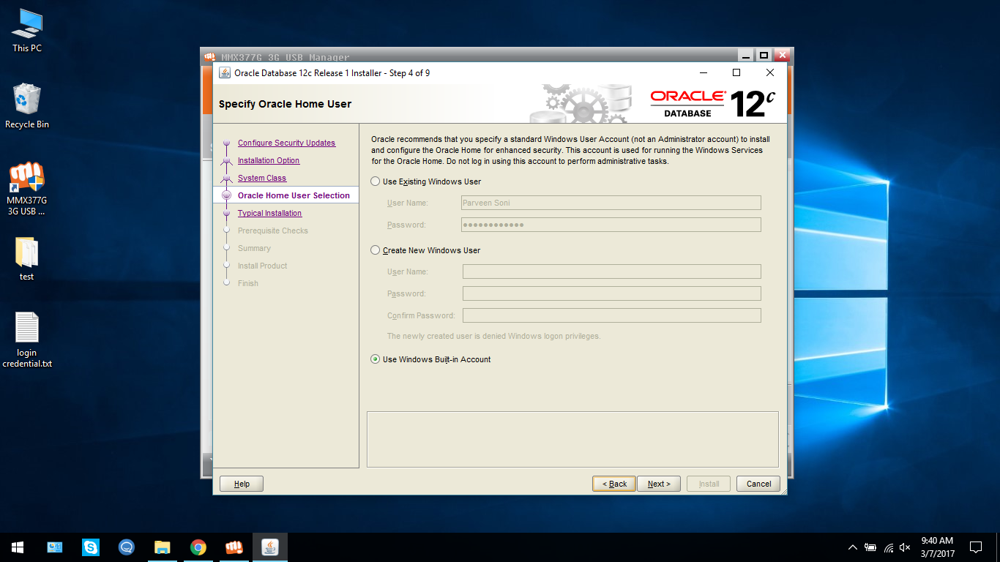 This PC
Recycle Bin
MMX377G
3G USB ...
test
login
credential.txt
MMX377G 3G USB Manager
Oracle Database 12c Release 1 Installer - Step 4 of 9
Specify Oracle Home User
ORACLE®
DATABASE
12c
Configure Security Updates
Installation Option
System Class
Oracle Home User Selection
Typical Installation
Prerequisite Checks
Summary
Install Product
Finish
Oracle recommends that you specify a standard Windows User Account (not an Administrator account) to install
and configure the Oracle Home for enhanced security. This account is used for running the Windows Services
for the Oracle Home. Do not log in using this account to perform administrative tasks.
Use Existing Windows User
User Name: Parveen Soni
Password: ●●●●●●●●●●●●
Create New Windows User
User Name:
Password:
Confirm Password:
The newly created user is denied Windows logon privileges.
Use Windows Built-in Account
Help
< Back
Next >
Install
Cancel
9:40 AM
3/7/2017